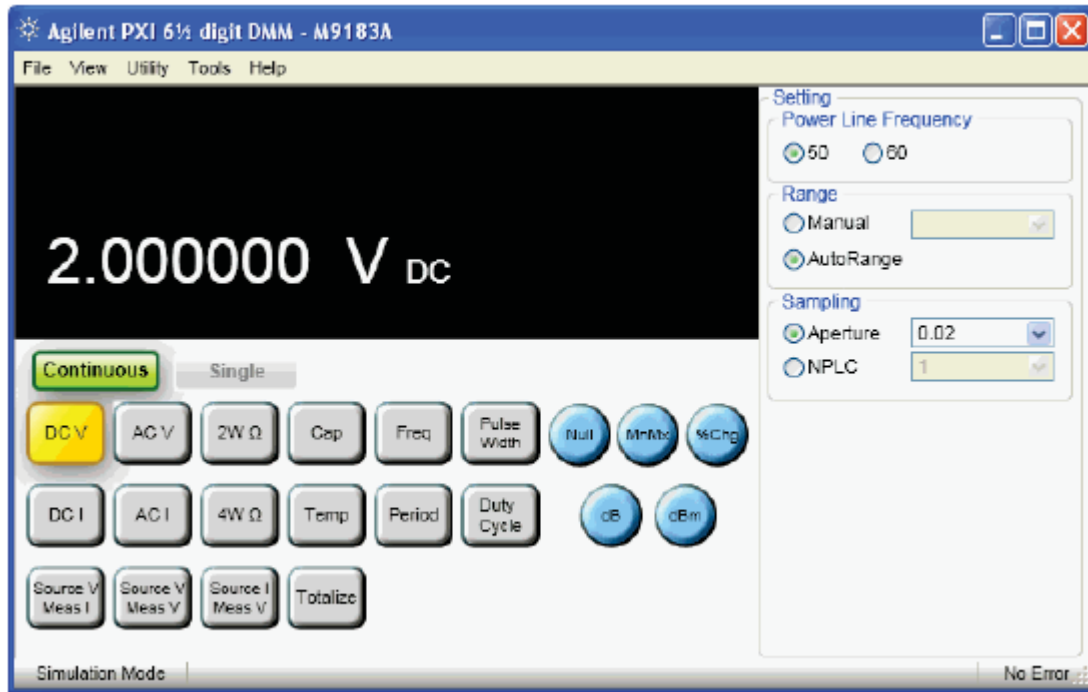 Agilent PXI 6½ digit DMM - M9183A
File View Utility Tools Help
2.000000 V DC
Continuous Single
DC V AC V 2W Ω Cap Freq Pulse Width Null MnMx %Chg
DC I AC I 4W Ω Temp Period Duty Cycle dB dBm
Source V Meas I Source V Meas V Source I Meas V Totalize
Setting
Power Line Frequency
50 60
Range
Manual
AutoRange
Sampling
Aperture 0.02
NPLC 1
Simulation Mode No Error